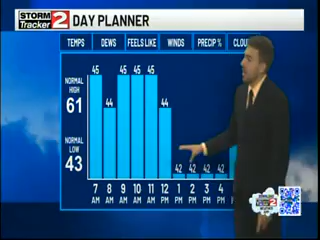 STORM
Tracker 2 DAY PLANNER
TEMPS DEWS FEELS LIKE WINDS PRECIP % CLOU
NORMAL
HIGH
61
NORMAL
LOW
43
45 44 45 45 45 44 42 42 42 42
7 8 9 10 11 12 1 2 3 4
AM AM AM AM AM PM PM PM PM PM